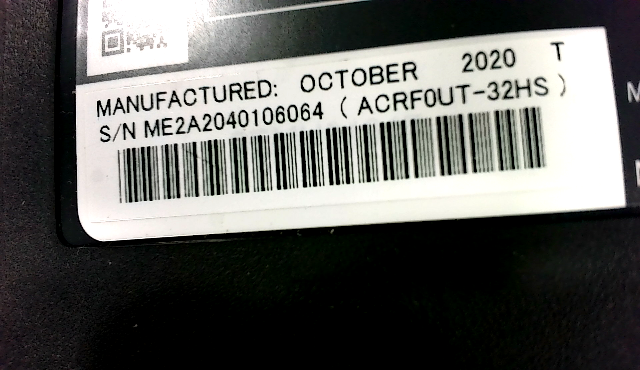 MANUFACTURED: OCTOBER 2020 T
S/N ME2A2040106064 ( ACRF0UT-32HS )